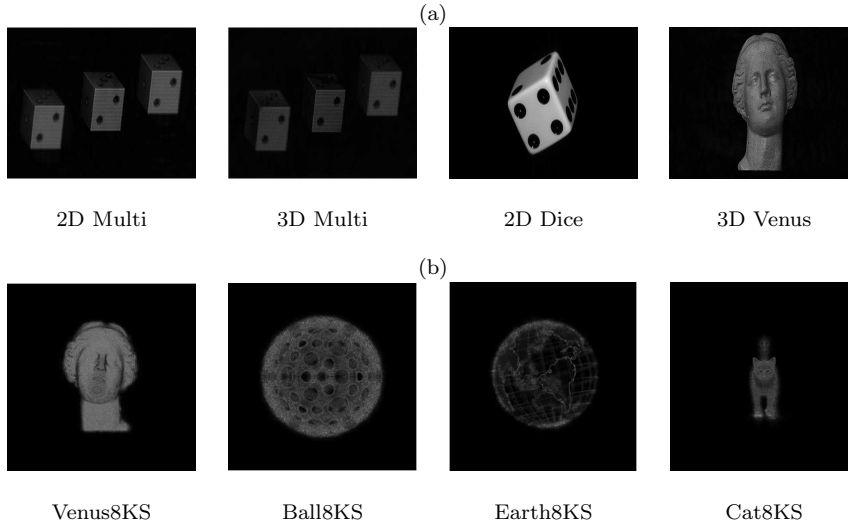 (a)
2D Multi 3D Multi 2D Dice 3D Venus
(b)
Venus8KS Ball8KS Earth8KS Cat8KS